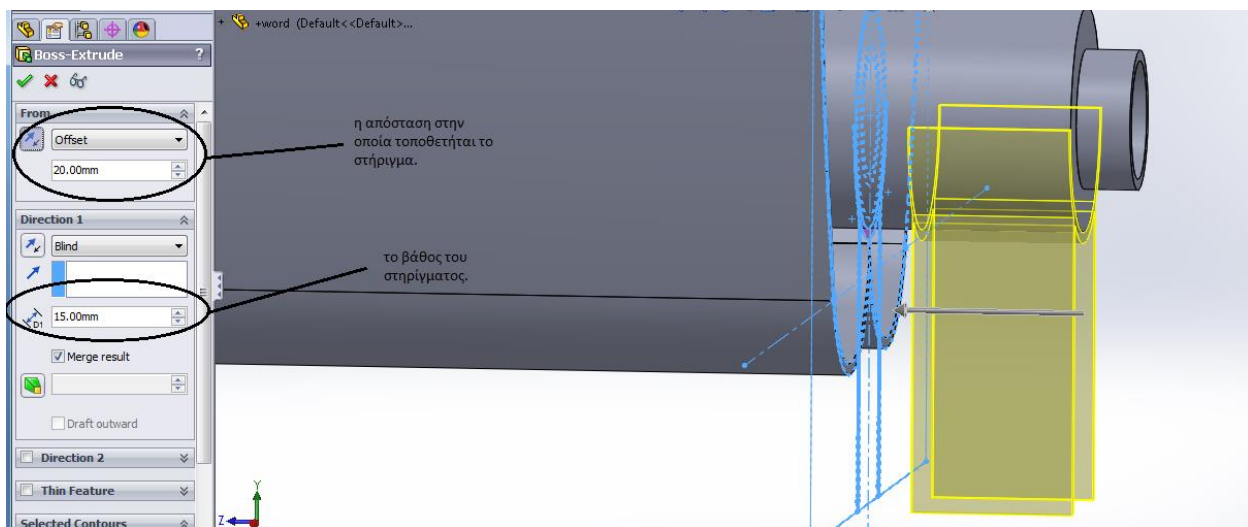 +word (Default<<Default>...
Boss-Extrude
?
From
Offset
20.00mm
η απόσταση στην
οποία τοποθετήται το
στήριγμα.
Direction 1
Blind
το βάθος του
στηρίγματος.
D1
15.00mm
Merge result
Draft outward
Direction 2
Thin Feature
Selected Contours
Y
Z